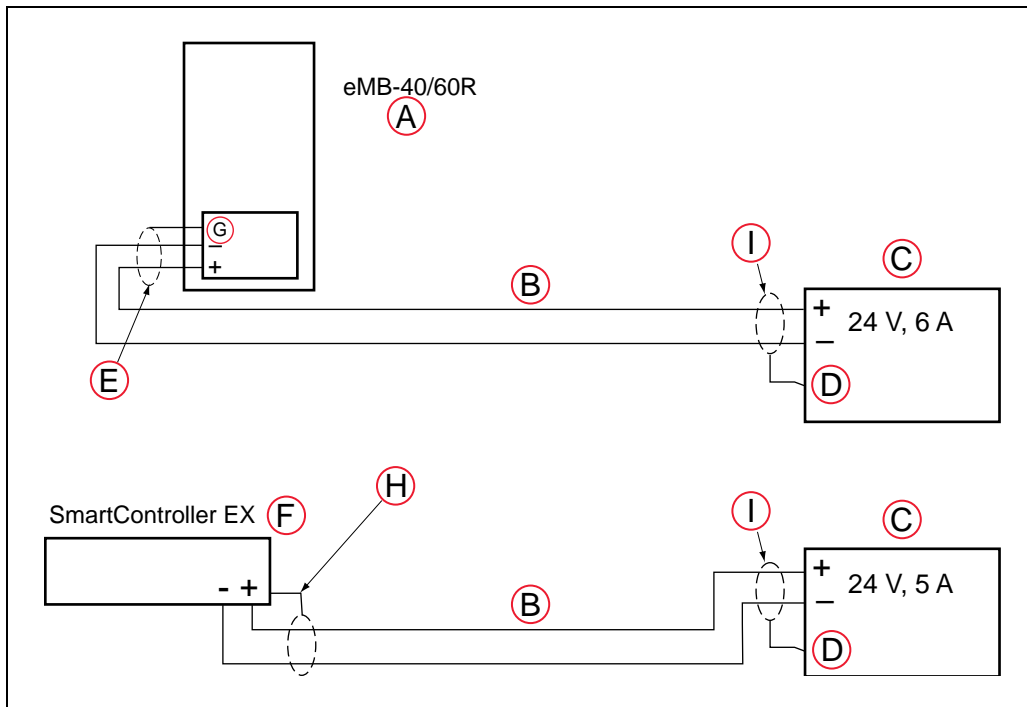 eMB-40/60R
A
G
−
+
E
B
I
C
+
24 V, 6 A
−
D
SmartController EX
F
H
- +
B
I
C
+
24 V, 5 A
−
D